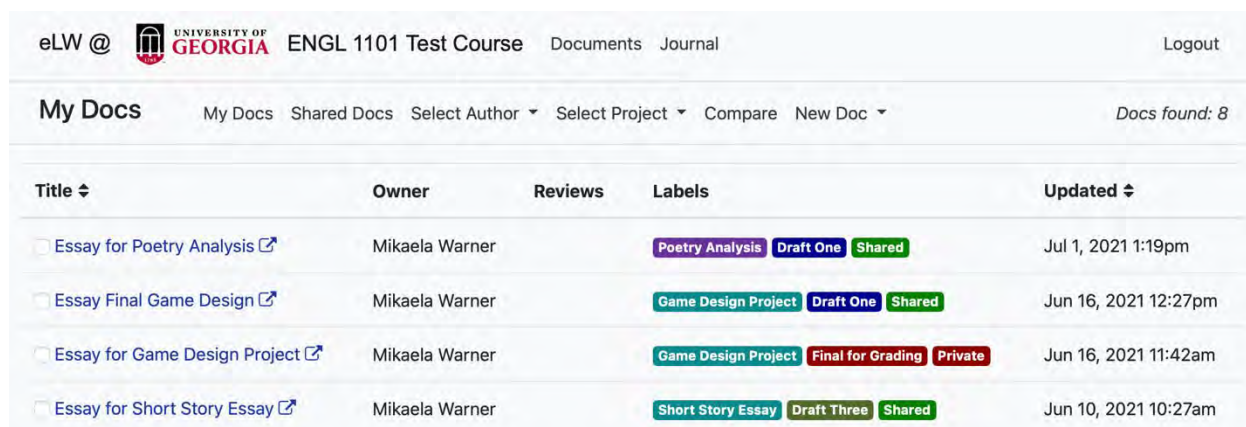 eLW @ UNIVERSITY OF GEORGIA ENGL 1101 Test Course Documents Journal Logout
My Docs My Docs Shared Docs Select Author Select Project Compare New Doc Docs found: 8
Title Owner Reviews Labels Updated
Essay for Poetry Analysis Mikaela Warner Poetry Analysis Draft One Shared Jul 1, 2021 1:19pm
Essay Final Game Design Mikaela Warner Game Design Project Draft One Shared Jun 16, 2021 12:27pm
Essay for Game Design Project Mikaela Warner Game Design Project Final for Grading Private Jun 16, 2021 11:42am
Essay for Short Story Essay Mikaela Warner Short Story Essay Draft Three Shared Jun 10, 2021 10:27am